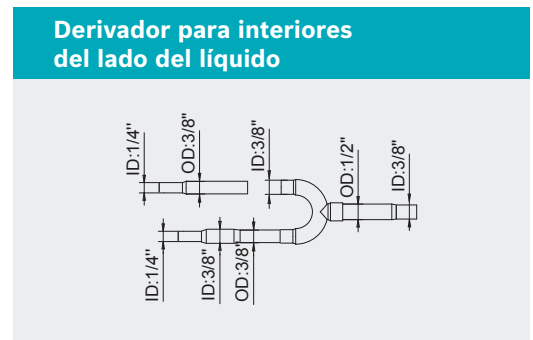 Derivador para interiores
del lado del líquido
ID:1/4"
OD:3/8"
ID:3/8"
OD:1/2"
ID:3/8"
ID:1/4"
ID:3/8"
OD:3/8"